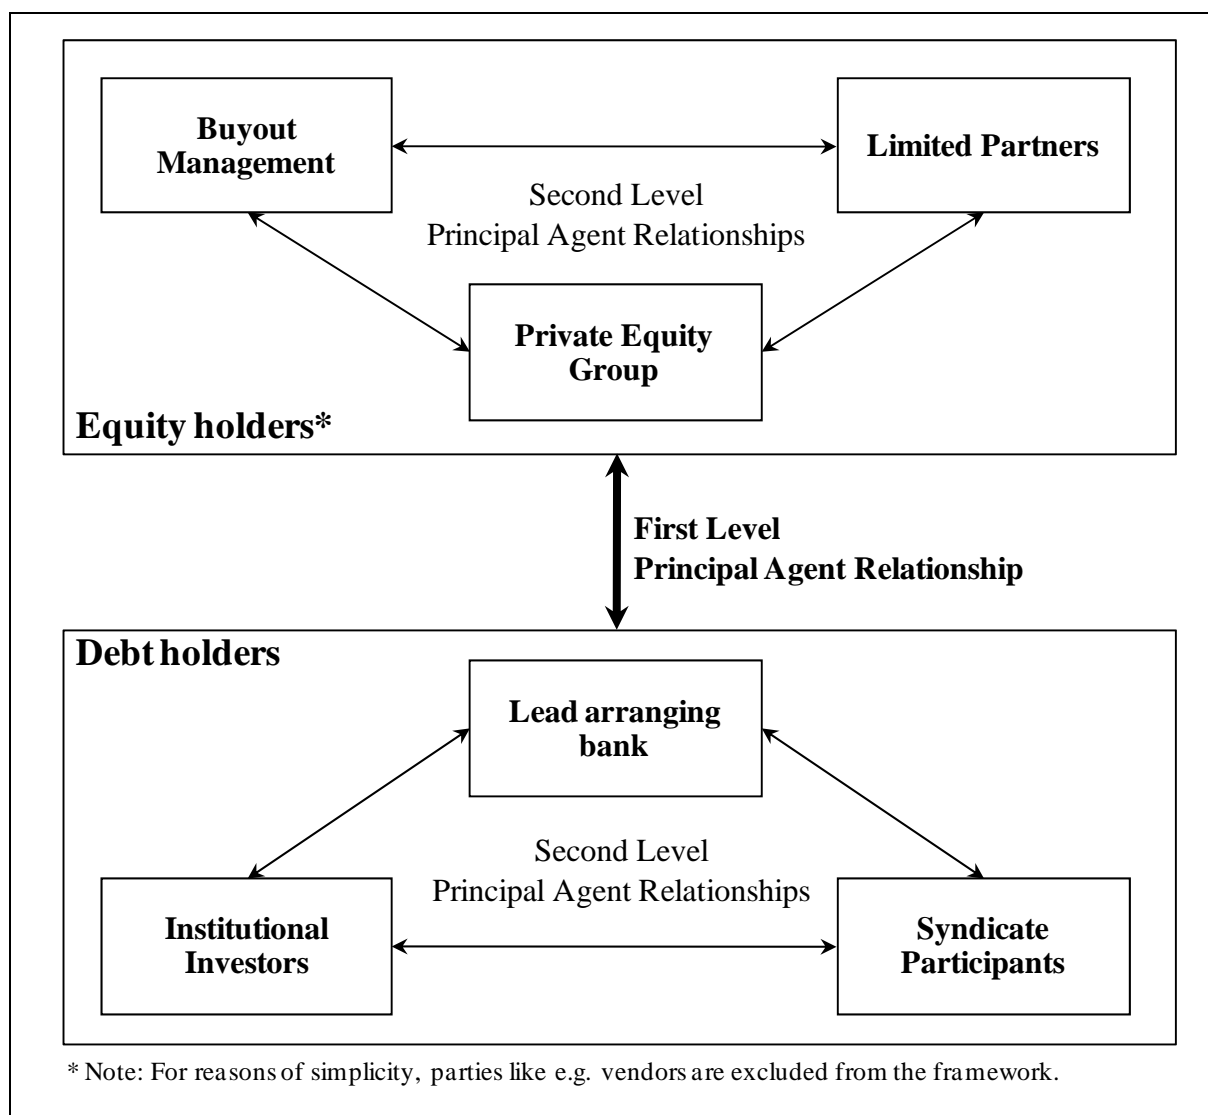 Buyout
Management
Limited Partners
Second Level
Principal Agent Relationships
Private Equity
Group
Equity holders*
First Level
Principal Agent Relationship
Debt holders
Lead arranging
bank
Second Level
Principal Agent Relationships
Institutional
Investors
Syndicate
Participants
* Note: For reasons of simplicity, parties like e.g. vendors are excluded from the framework.